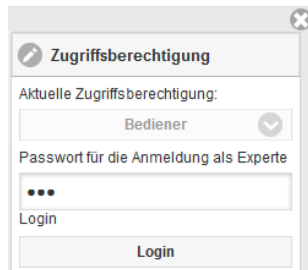 Zugriffsberechtigung
Aktuelle Zugriffsberechtigung:
Bediener
Passwort für die Anmeldung als Experte
•••
Login
Login